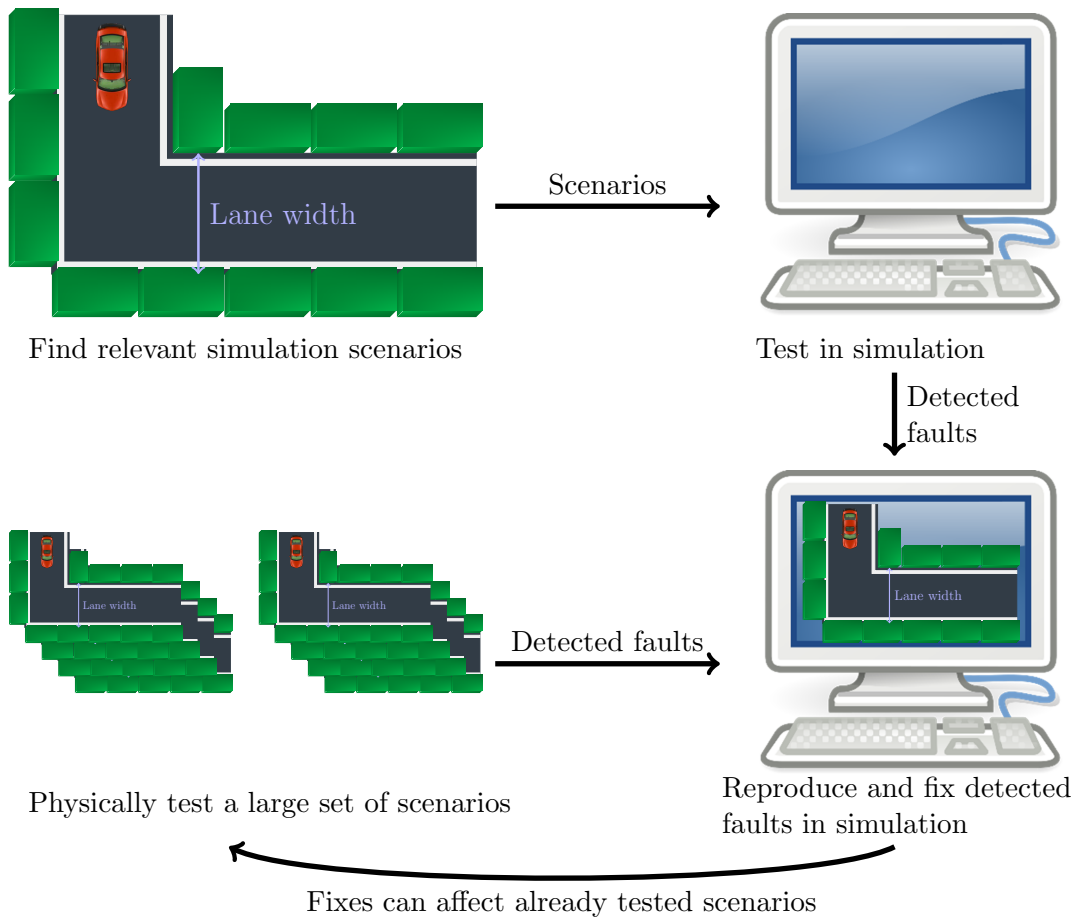 Lane width
Scenarios
Find relevant simulation scenarios
Test in simulation
Detected
faults
Lane width
Lane width
Lane width
Detected faults
Physically test a large set of scenarios
Reproduce and fix detected
faults in simulation
Fixes can affect already tested scenarios